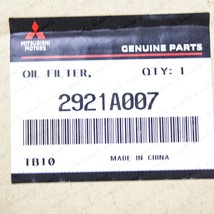 MITSUBISHI
MOTORS
GENUINE PARTS
OIL FILTER,
QTY: 1
2921A007
TB10
MADE IN CHINA